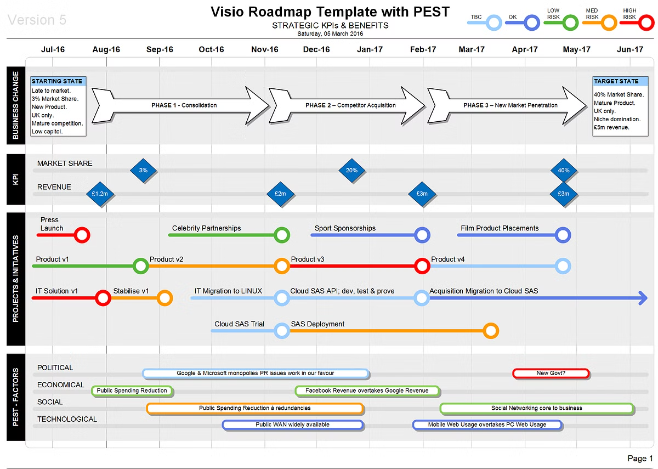 Version 5
Visio Roadmap Template with PEST
STRATEGIC KPIs & BENEFITS
Saturday, 05 March 2016
TBC
OK
LOW RISK
MED RISK
HIGH RISK
Jul-16 Aug-16 Sep-16 Oct-16 Nov-16 Dec-16 Jan-17 Feb-17 Mar-17 Apr-17 May-17 Jun-17
BUSINESS CHANGE
STARTING STATE
Late to market.
3% Market Share.
New Product.
UK only.
Mature competition.
Low capitol.
PHASE 1 - Consolidation
PHASE 2 – Competitor Acquisition
PHASE 3 – New Market Penetration
TARGET STATE
40% Market Share.
Mature Product.
UK only.
Niche domination.
£5m revenue.
KPI
MARKET SHARE
3%
20%
40%
REVENUE
£1.2m
£2m
£3m
£3m
PROJECTS & INITIATIVES
Press
Launch
Celebrity Partnerships
Sport Sponsorships
Film Product Placements
Product v1
Product v2
Product v3
Product v4
IT Solution v1
Stabilise v1
IT Migration to LINUX
Cloud SAS API; dev, test & prove
Acquisition Migration to Cloud SAS
Cloud SAS Trial
SAS Deployment
PEST - FACTORS
POLITICAL
Google & Microsoft monopolies PR issues work in our favour
New Govt?
ECONOMICAL
Public Spending Reduction
Facebook Revenue overtakes Google Revenue
SOCIAL
Public Spending Reduction & redundancies
Social Networking core to business
TECHNOLOGICAL
Public WAN widely available
Mobile Web Usage overtakes PC Web Usage
Page 1